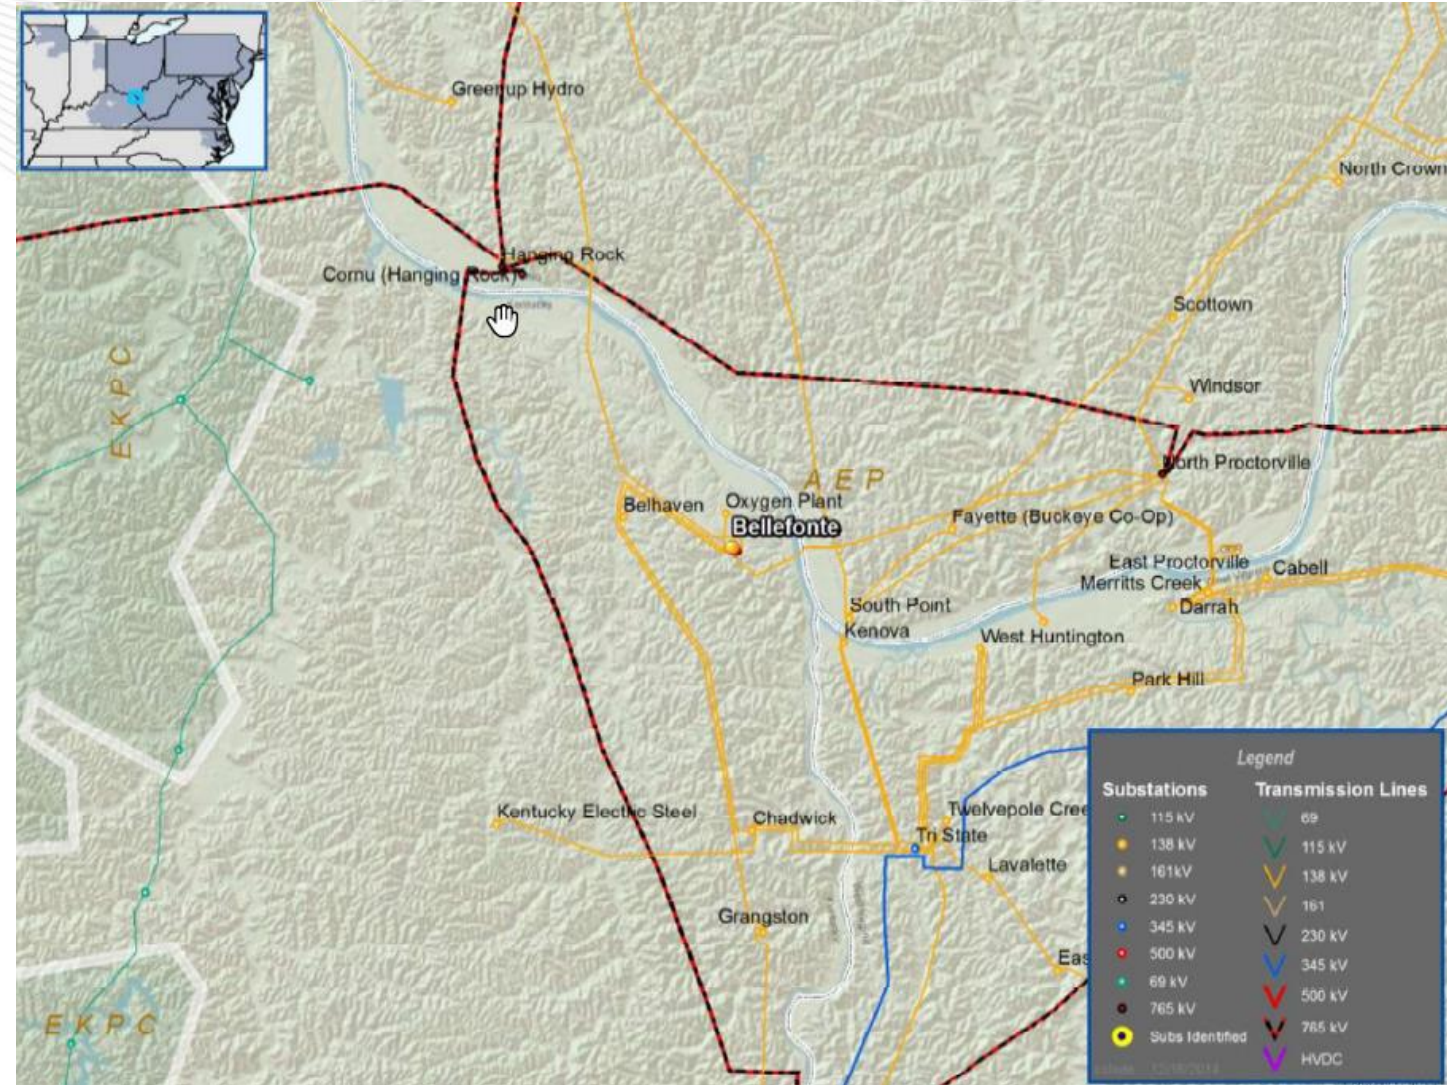 Greenup Hydro
North Crown
Hanging Rock
Cornu (Hanging Rock)
Kentucky
Scottown
EKPC
Windsor
North Proctorville
AEP
Belhaven
Oxygen Plant
Bellefonte
Fayette (Buckeye Co-Op)
East Proctorville
Cabell
Merritts Creek
Darrah
South Point
Kenova
West Huntington
Park Hill
Kentucky Electric Steel
Chadwick
Twelvepole Cree
Tri State
Lavalette
Grangston
Eas
EKPC
Legend
Substations
115 kV
138 kV
161kV
230 kV
345 kV
500 kV
69 kV
765 kV
Subs Identified
Transmission Lines
69
115 kV
138 kV
161
230 kV
345 kV
500 kV
765 kV
HVDC